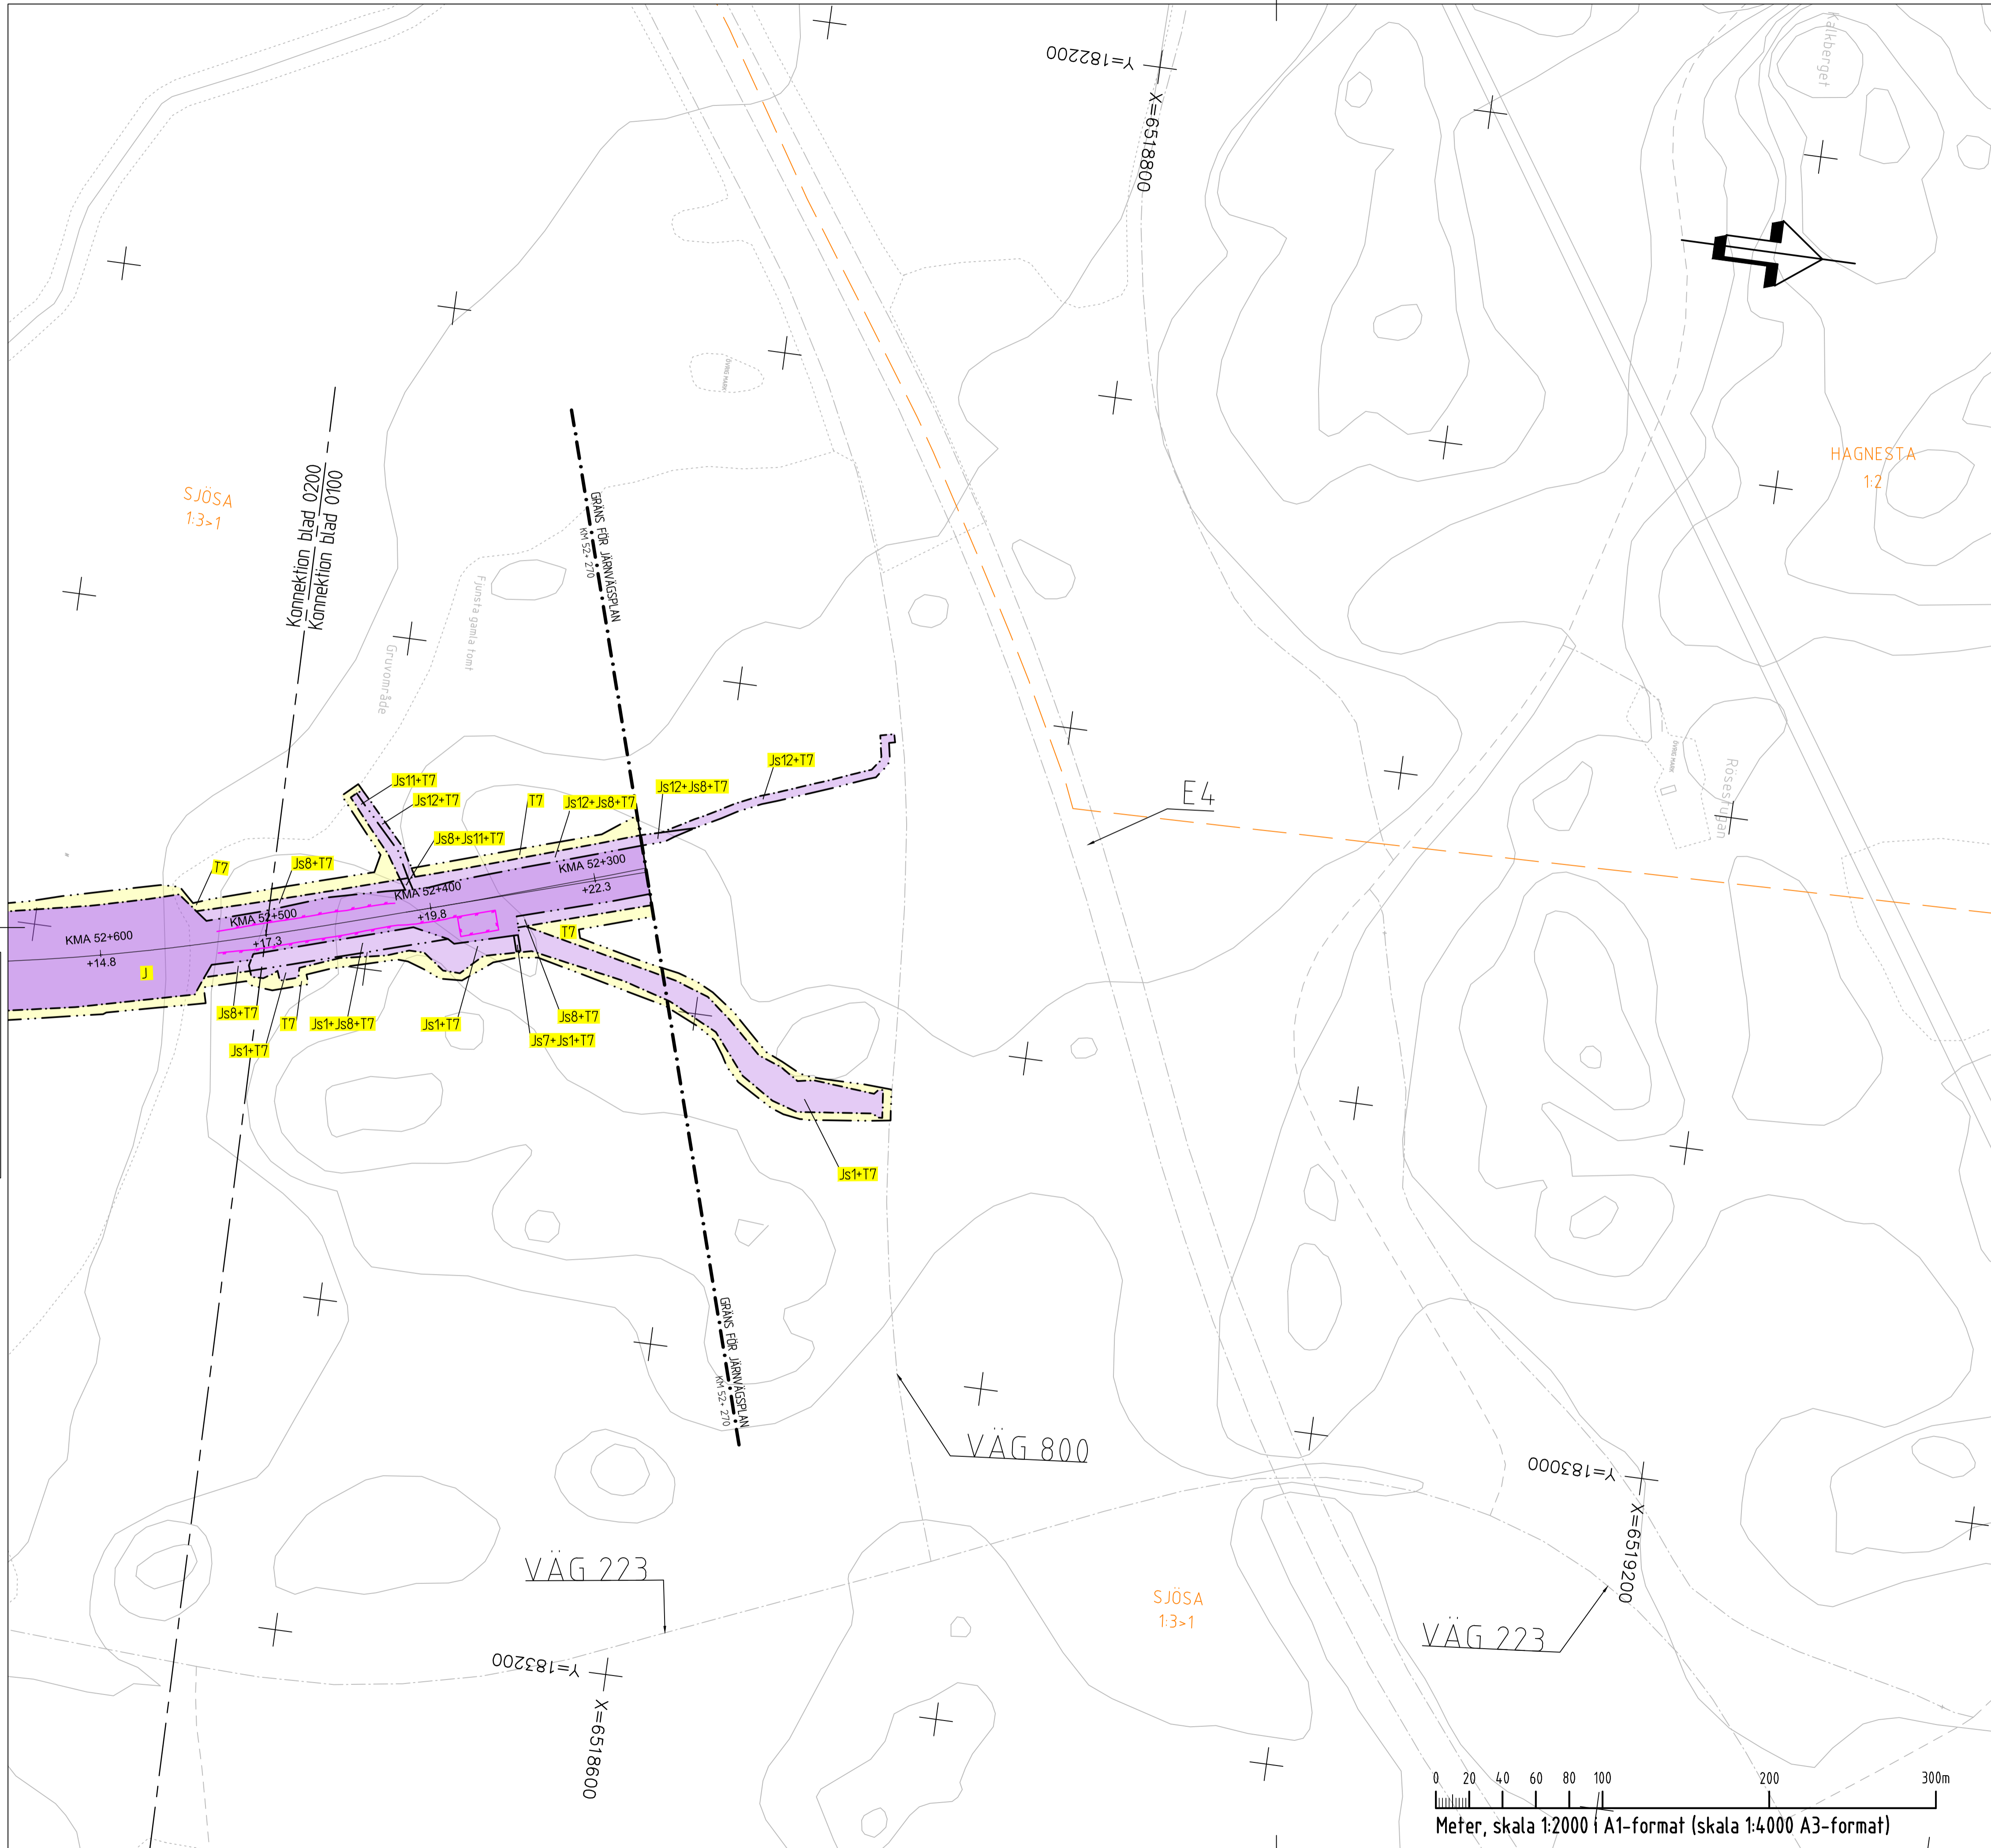 Kalkberget
Y=182200
X=6518800
ÖVRIG MARK
HAGNESTA
1:2
SJÖSA
1:3>1
Konnektion blad 0200
Konnektion blad 0100
GRÄNS FÖR JÄRNVÄGSPLAN
KM 52+ 270
Fjunsta gamla tomt
Gruvområde
ÖVRIG MARK
Rösestugan
E4
Js12+T7
Js11+T7
Js12+Js8+T7
Js12+T7
T7
Js12+Js8+T7
Js8+Js11+T7
T7
Js8+T7
KMA 52+300
+22.3
KMA 52+400
+19.8
KMA 52+500
+17.3
KMA 52+600
+14.8
J
T7
Js8+T7
T7
Js1+Js8+T7
Js1+T7
Js8+T7
Js7+Js1+T7
Js1+T7
Js1+T7
GRÄNS FÖR JÄRNVÄGSPLAN
KM 52+ 270
VÄG 800
Y=183000
X=6519200
VÄG 223
SJÖSA
1:3>1
VÄG 223
Y=183200
X=6518600
0 20 40 60 80 100 200 300m
Meter, skala 1:2000 i A1-format (skala 1:4000 A3-format)